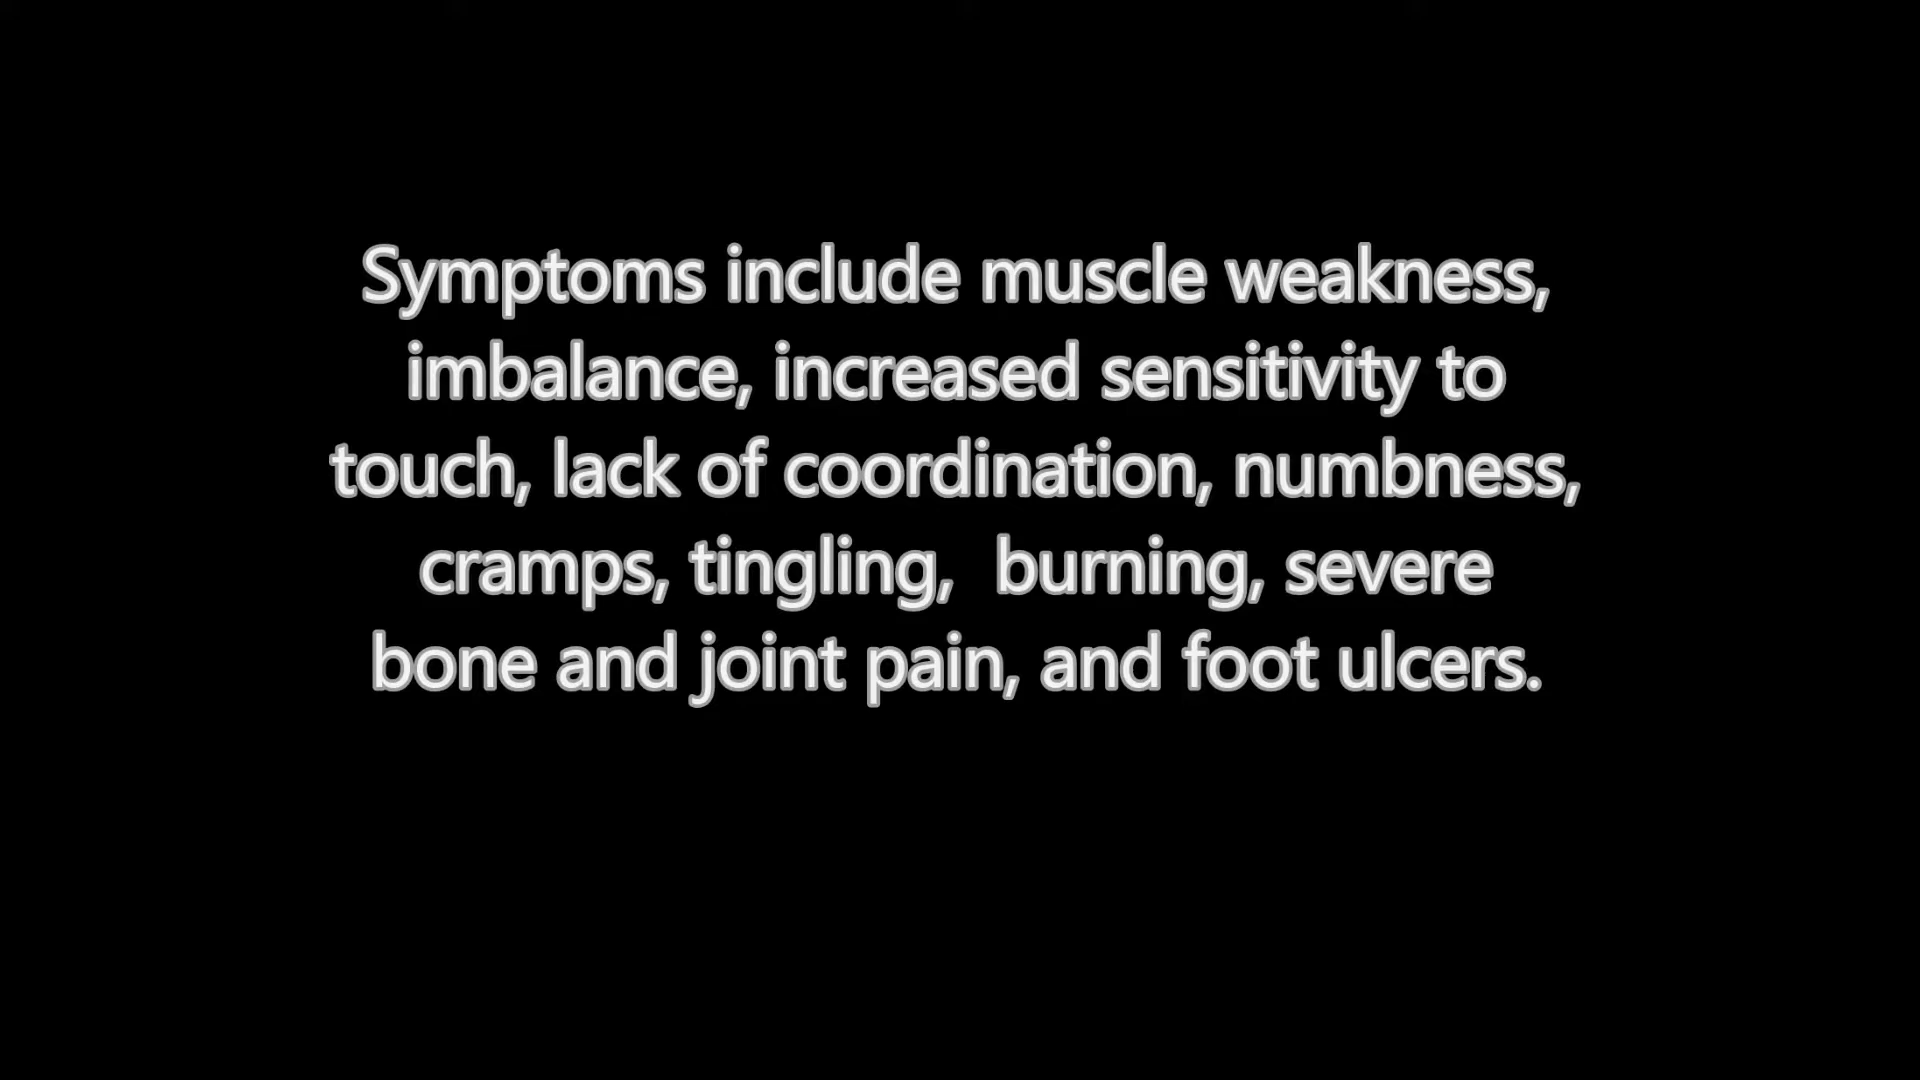 Symptoms include muscle weakness,
imbalance, increased sensitivity to
touch, lack of coordination, numbness,
cramps, tingling,  burning, severe
bone and joint pain, and foot ulcers.